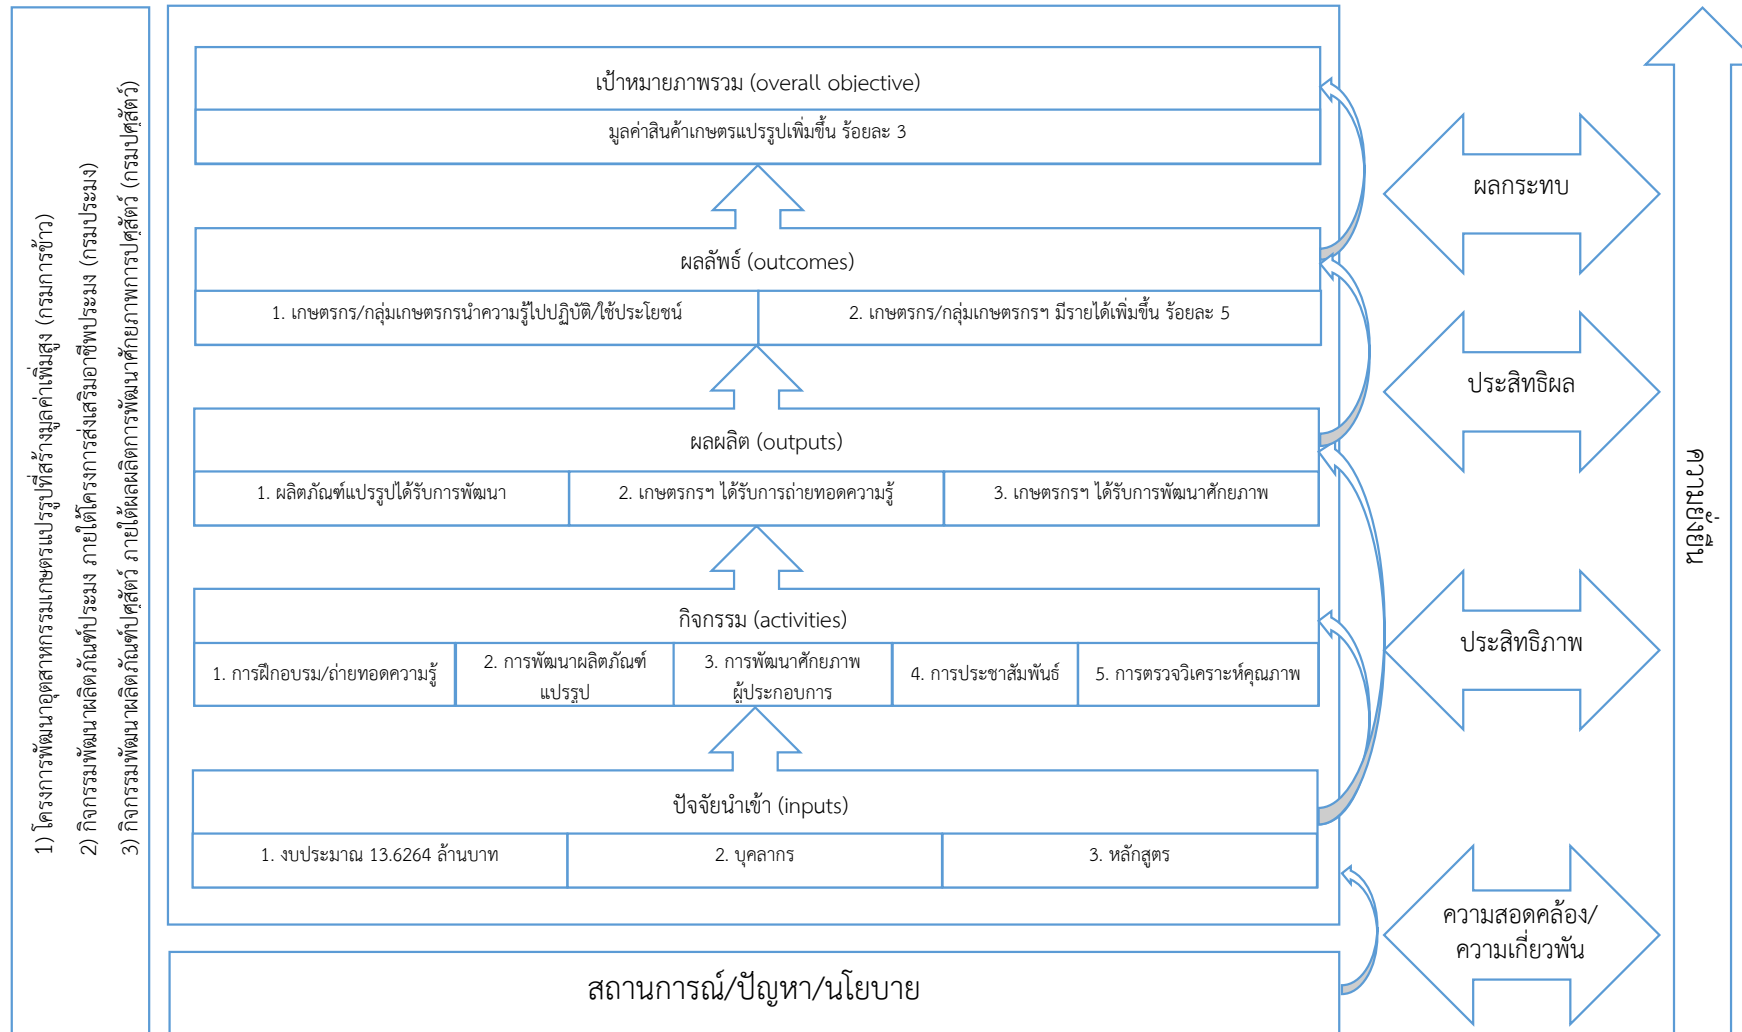 1) โครงการพัฒนาอุตสาหกรรมเกษตรแปรรูปที่สร้างมูลค่าเพิ่มสูง (กรมการข้าว)
2) กิจกรรมพัฒนาผลิตภัณฑ์ประมง ภายใต้โครงการส่งเสริมอาชีพประมง (กรมประมง)
3) กิจกรรมพัฒนาผลิตภัณฑ์ปศุสัตว์ ภายใต้ผลผลิตการพัฒนาศักยภาพการปศุสัตว์ (กรมปศุสัตว์)
เป้าหมายภาพรวม (overall objective)
มูลค่าสินค้าเกษตรแปรรูปเพิ่มขึ้น ร้อยละ 3
ผลลัพธ์ (outcomes)
1. เกษตรกร/กลุ่มเกษตรกรนำความรู้ไปปฏิบัติ/ใช้ประโยชน์
2. เกษตรกร/กลุ่มเกษตรกรฯ มีรายได้เพิ่มขึ้น ร้อยละ 5
ผลผลิต (outputs)
1. ผลิตภัณฑ์แปรรูปได้รับการพัฒนา
2. เกษตรกรฯ ได้รับการถ่ายทอดความรู้
3. เกษตรกรฯ ได้รับการพัฒนาศักยภาพ
กิจกรรม (activities)
1. การฝึกอบรม/ถ่ายทอดความรู้
2. การพัฒนาผลิตภัณฑ์
แปรรูป
3. การพัฒนาศักยภาพ
ผู้ประกอบการ
4. การประชาสัมพันธ์
5. การตรวจวิเคราะห์คุณภาพ
ปัจจัยนำเข้า (inputs)
1. งบประมาณ 13.6264 ล้านบาท
2. บุคลากร
3. หลักสูตร
สถานการณ์/ปัญหา/นโยบาย
ผลกระทบ
ประสิทธิผล
ประสิทธิภาพ
ความสอดคล้อง/
ความเกี่ยวพัน
ความยั่งยืน